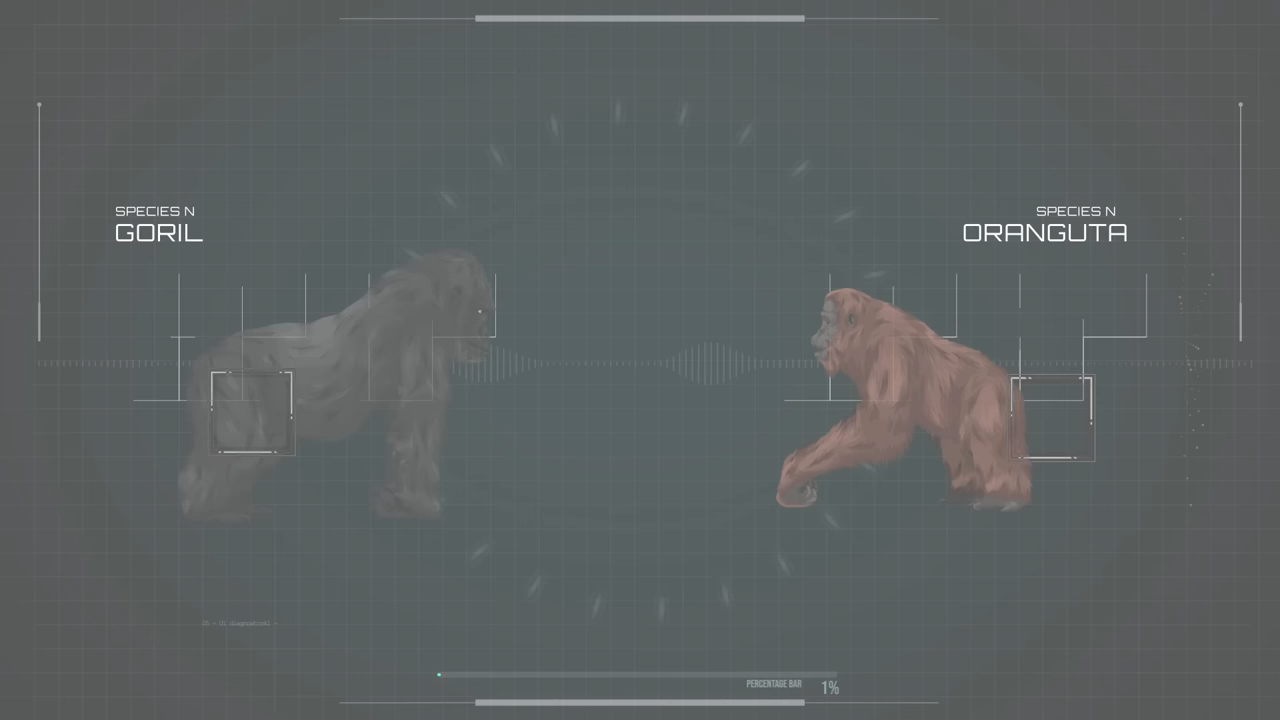 SPECIES N
GORIL
SPECIES N
ORANGUTA
PERCENTAGE BAR
1%